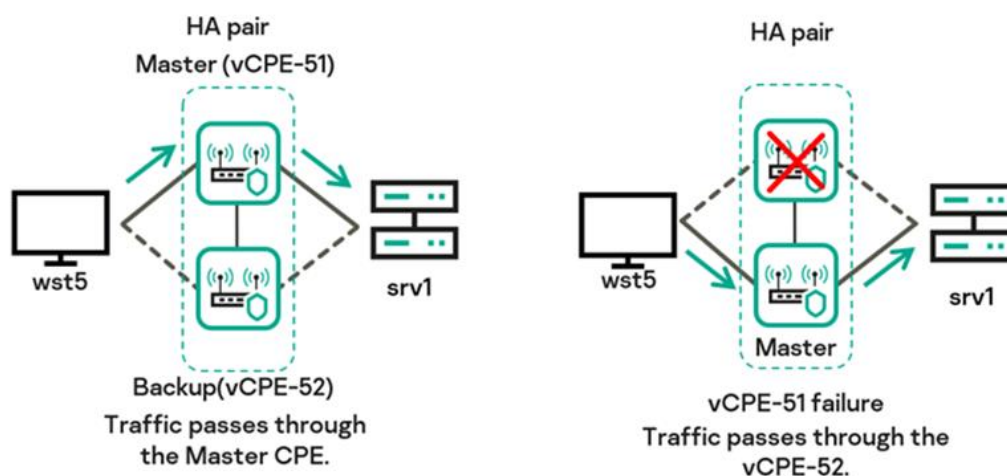 HA pair
Master (vCPE-51)
wst5
srv1
Backup(vCPE-52)
Traffic passes through
the Master CPE.
HA pair
wst5
srv1
Master
vCPE-51 failure
Traffic passes through the
vCPE-52.